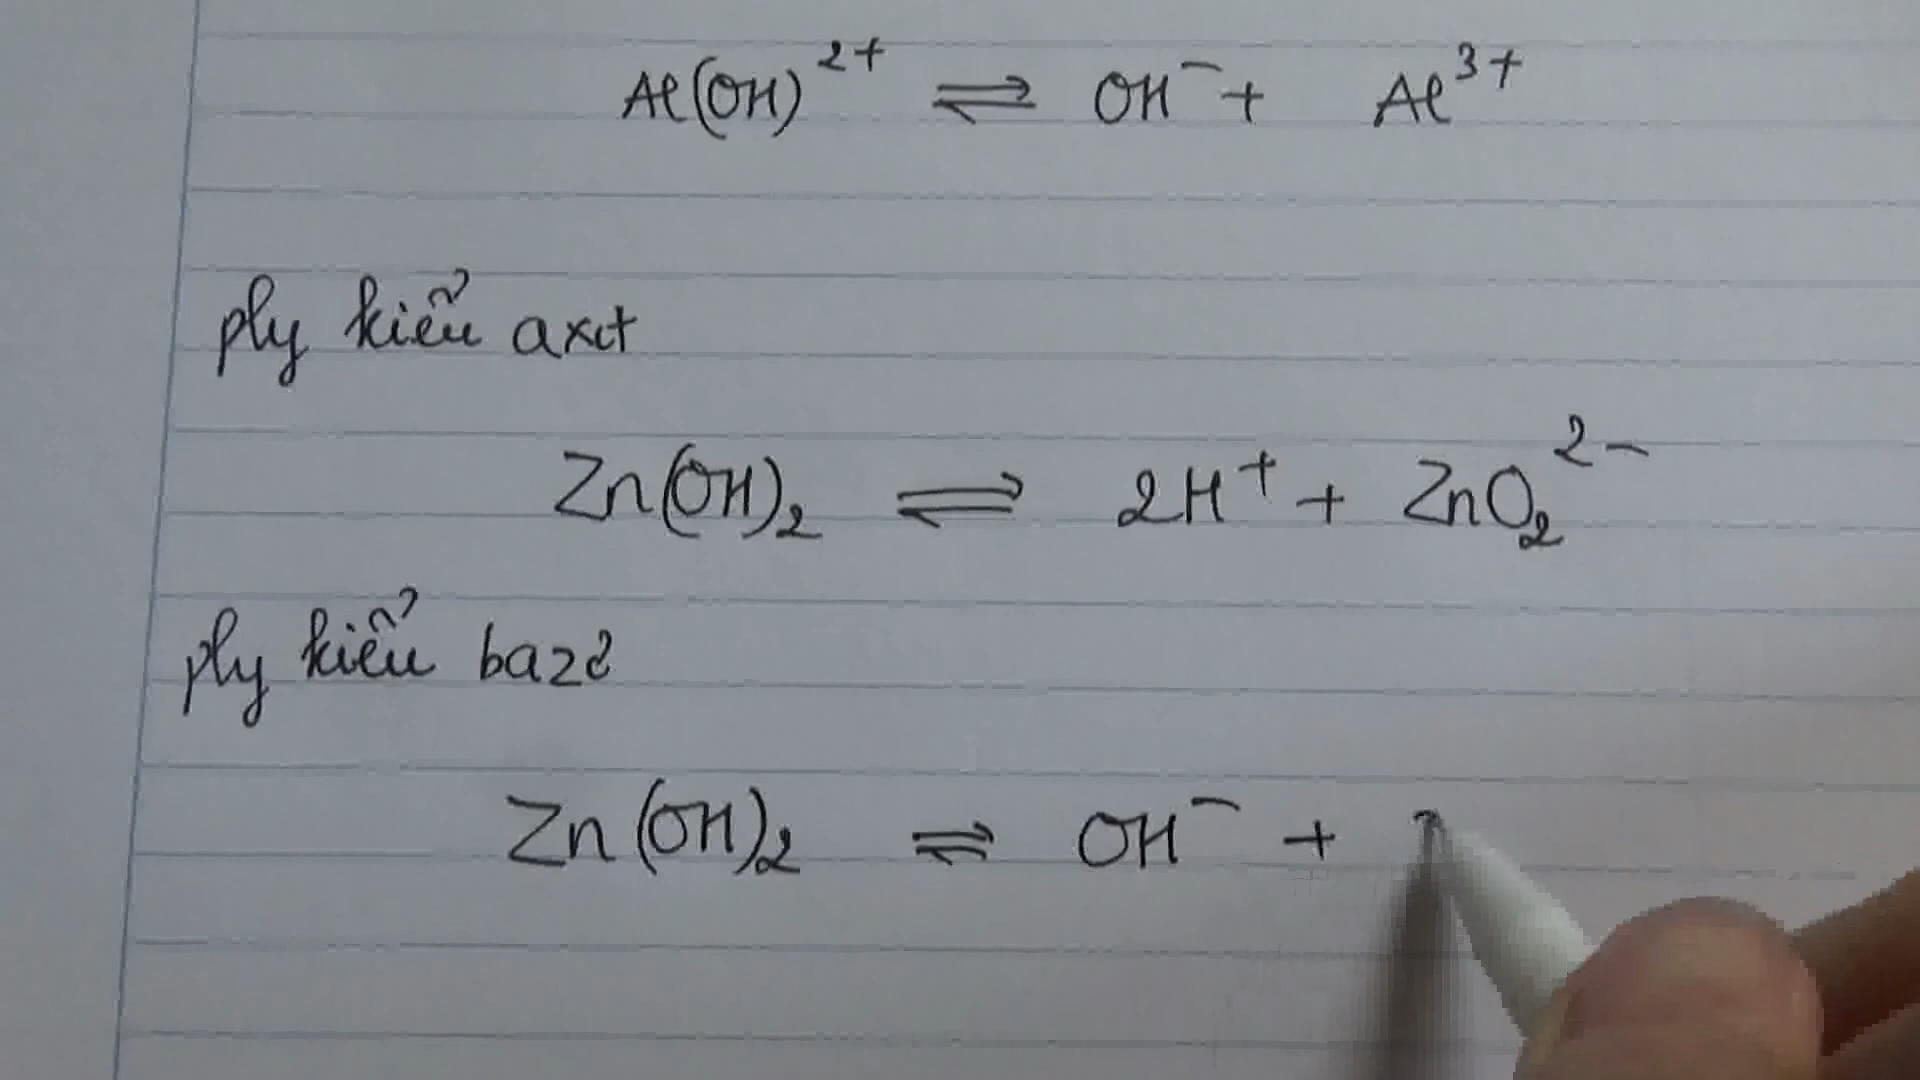 Al(OH)²⁺ ⇌ OH⁻ + Al³⁺
ply kiểu axit
Zn(OH)₂ ⇌ 2H⁺ + ZnO₂²⁻
ply kiểu bazơ
Zn(OH)₂ ⇌ OH⁻ +